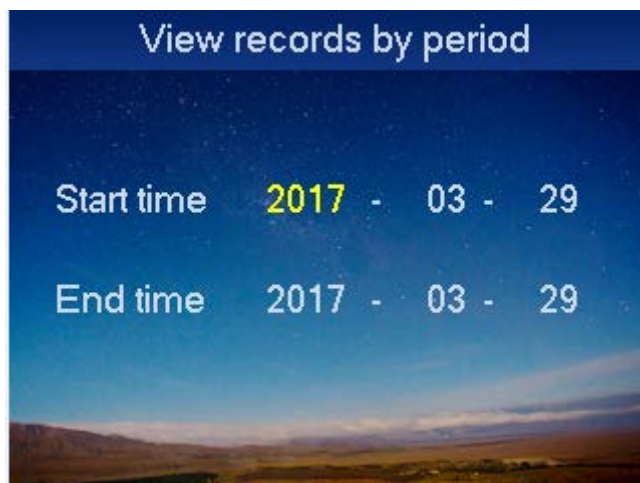 View records by period
Start time 2017 - 03 - 29
End time 2017 - 03 - 29